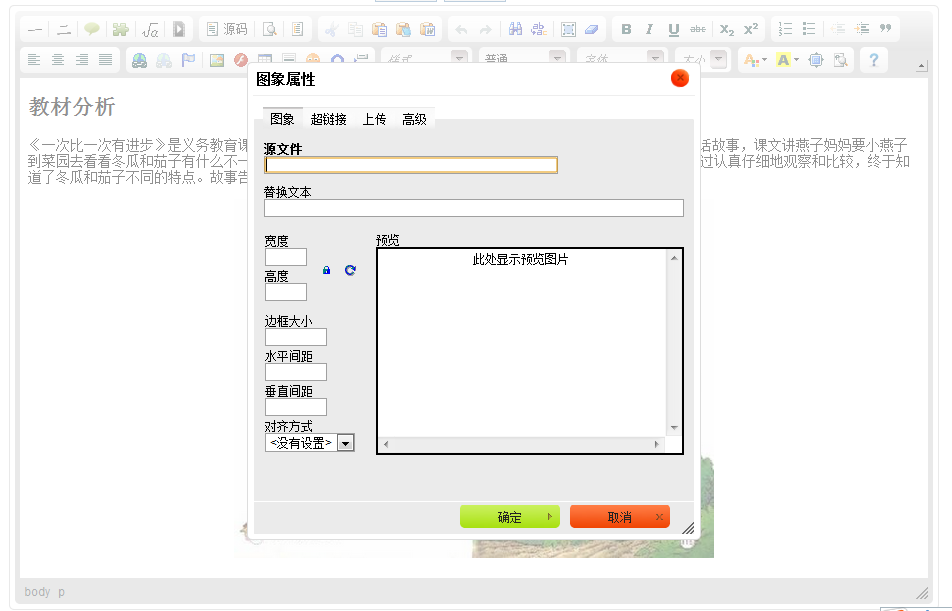 源码
B I U abc X₂ X²
样式 普通 字体 大小 A A ?
教材分析
《一次比一次有进步》是义务教育课
话故事，课文讲燕子妈妈要小燕子
到菜园去看看冬瓜和茄子有什么不一
过认真仔细地观察和比较，终于知
道了冬瓜和茄子不同的特点。故事告
图象属性
图象 超链接 上传 高级
源文件
替换文本
宽度
高度
预览
此处显示预览图片
边框大小
水平间距
垂直间距
对齐方式
<没有设置>
确定 取消
body p